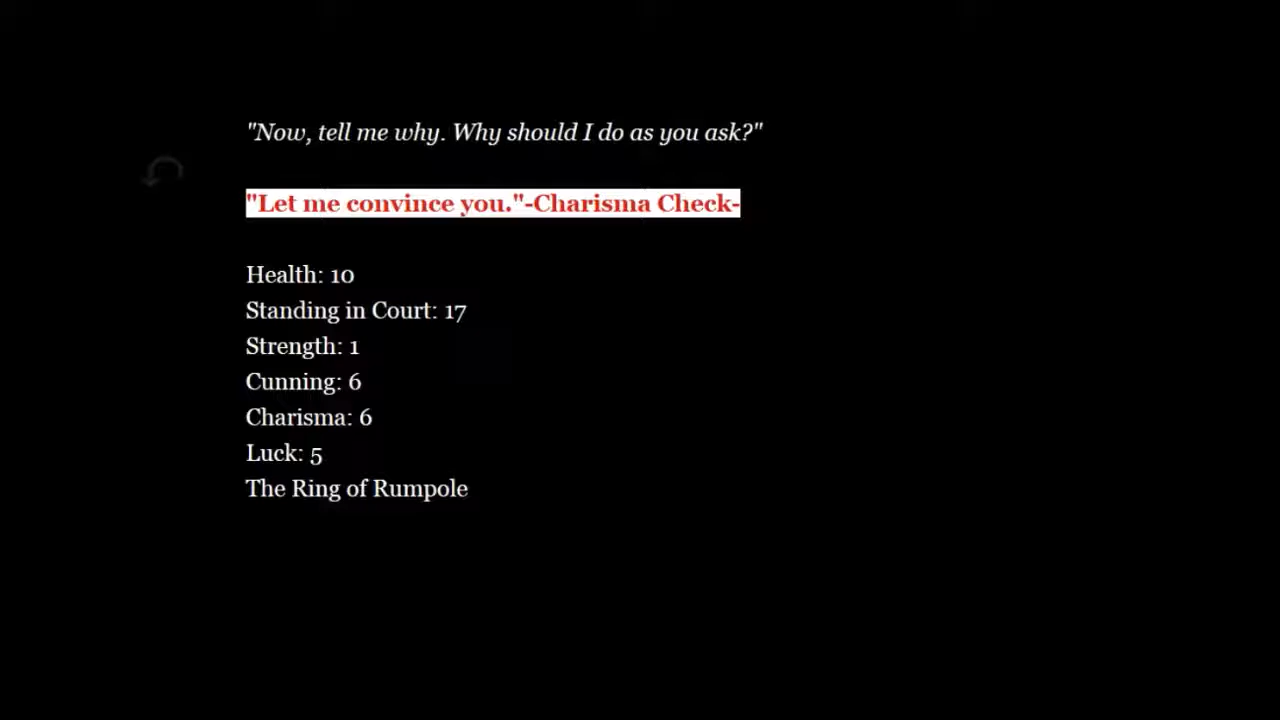 "Now, tell me why. Why should I do as you ask?"
"Let me convince you."-Charisma Check-
Health: 10
Standing in Court: 17
Strength: 1
Cunning: 6
Charisma: 6
Luck: 5
The Ring of Rumpole